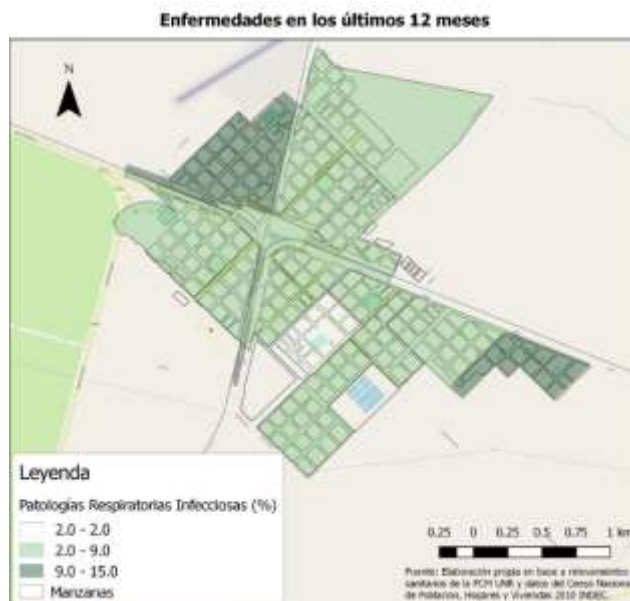 Enfermedades en los últimos 12 meses
N
Leyenda
Patologías Respiratorias Infecciosas (%)
2.0 - 2.0
2.0 - 9.0
9.0 - 15.0
Manzanas
0.25 0 0.25 0.5 0.75 1 km
Fuente: Elaboración propia en base a relevamientos
sanitarios de la FCM UNR y datos del Censo Naciona
de Población, Hogares y Viviendas 2010 INDEC.